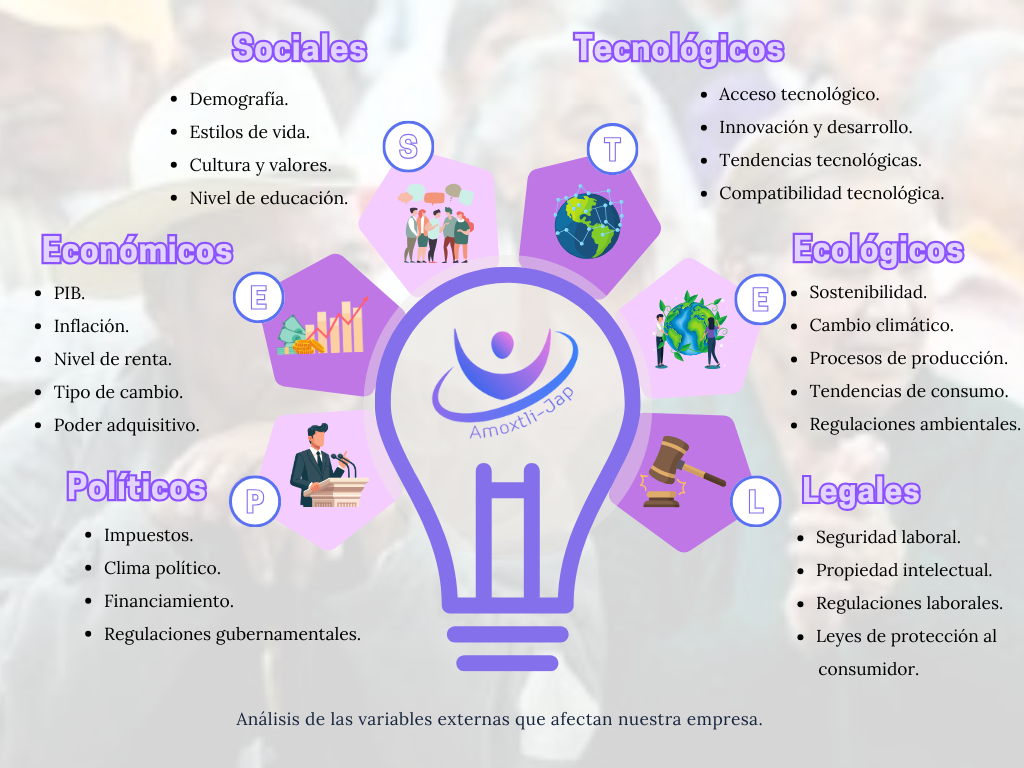 Sociales
Demografía.
Estilos de vida.
Cultura y valores.
Nivel de educación.
S
Tecnológicos
Acceso tecnológico.
Innovación y desarrollo.
Tendencias tecnológicas.
Compatibilidad tecnológica.
T
Económicos
PIB.
Inflación.
Nivel de renta.
Tipo de cambio.
Poder adquisitivo.
E
Ecológicos
Sostenibilidad.
Cambio climático.
Procesos de producción.
Tendencias de consumo.
Regulaciones ambientales.
E
Amoxtli-Jap
Políticos
Impuestos.
Clima político.
Financiamiento.
Regulaciones gubernamentales.
P
Legales
Seguridad laboral.
Propiedad intelectual.
Regulaciones laborales.
Leyes de protección al
consumidor.
L
Análisis de las variables externas que afectan nuestra empresa.